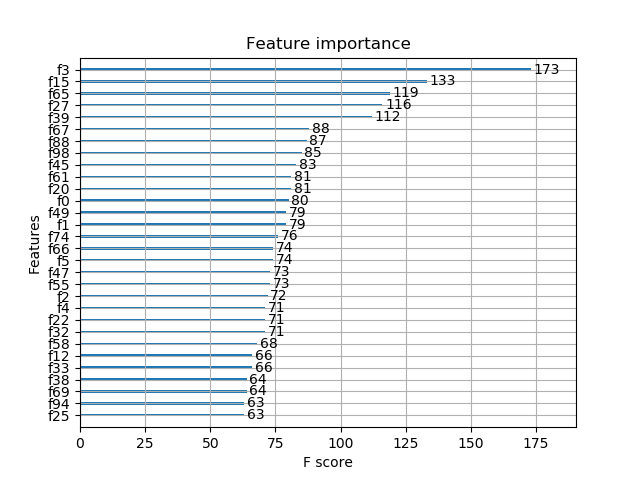 Feature importance
f3 173
f15 133
f65 119
f27 116
f39 112
f67 88
f88 87
f98 85
f45 83
f61 81
f20 81
f0 80
f49 79
f1 79
f74 76
f66 74
f5 74
f47 73
f55 73
f2 72
f4 71
f22 71
f32 71
f58 68
f12 66
f33 66
f38 64
f69 64
f94 63
f25 63
Features
0 25 50 75 100 125 150 175
F score